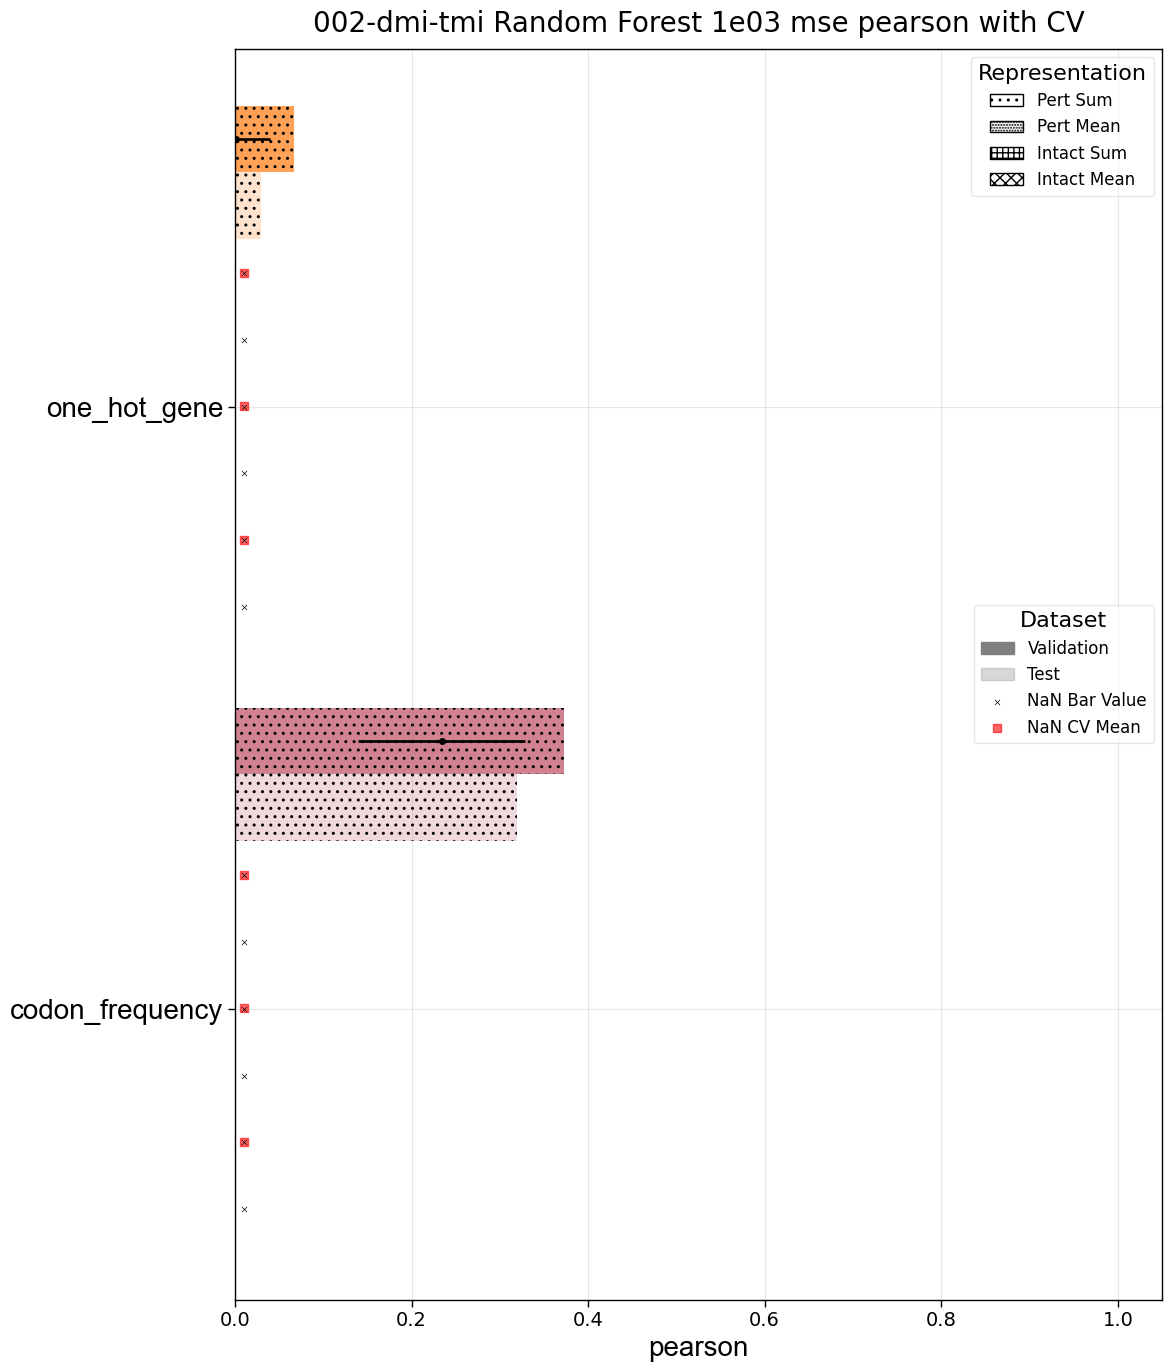 002-dmi-tmi Random Forest 1e03 mse pearson with CV
Representation
Pert Sum
Pert Mean
Intact Sum
Intact Mean
one_hot_gene
Dataset
Validation
Test
NaN Bar Value
NaN CV Mean
codon_frequency
0.0 0.2 0.4 0.6 0.8 1.0
pearson